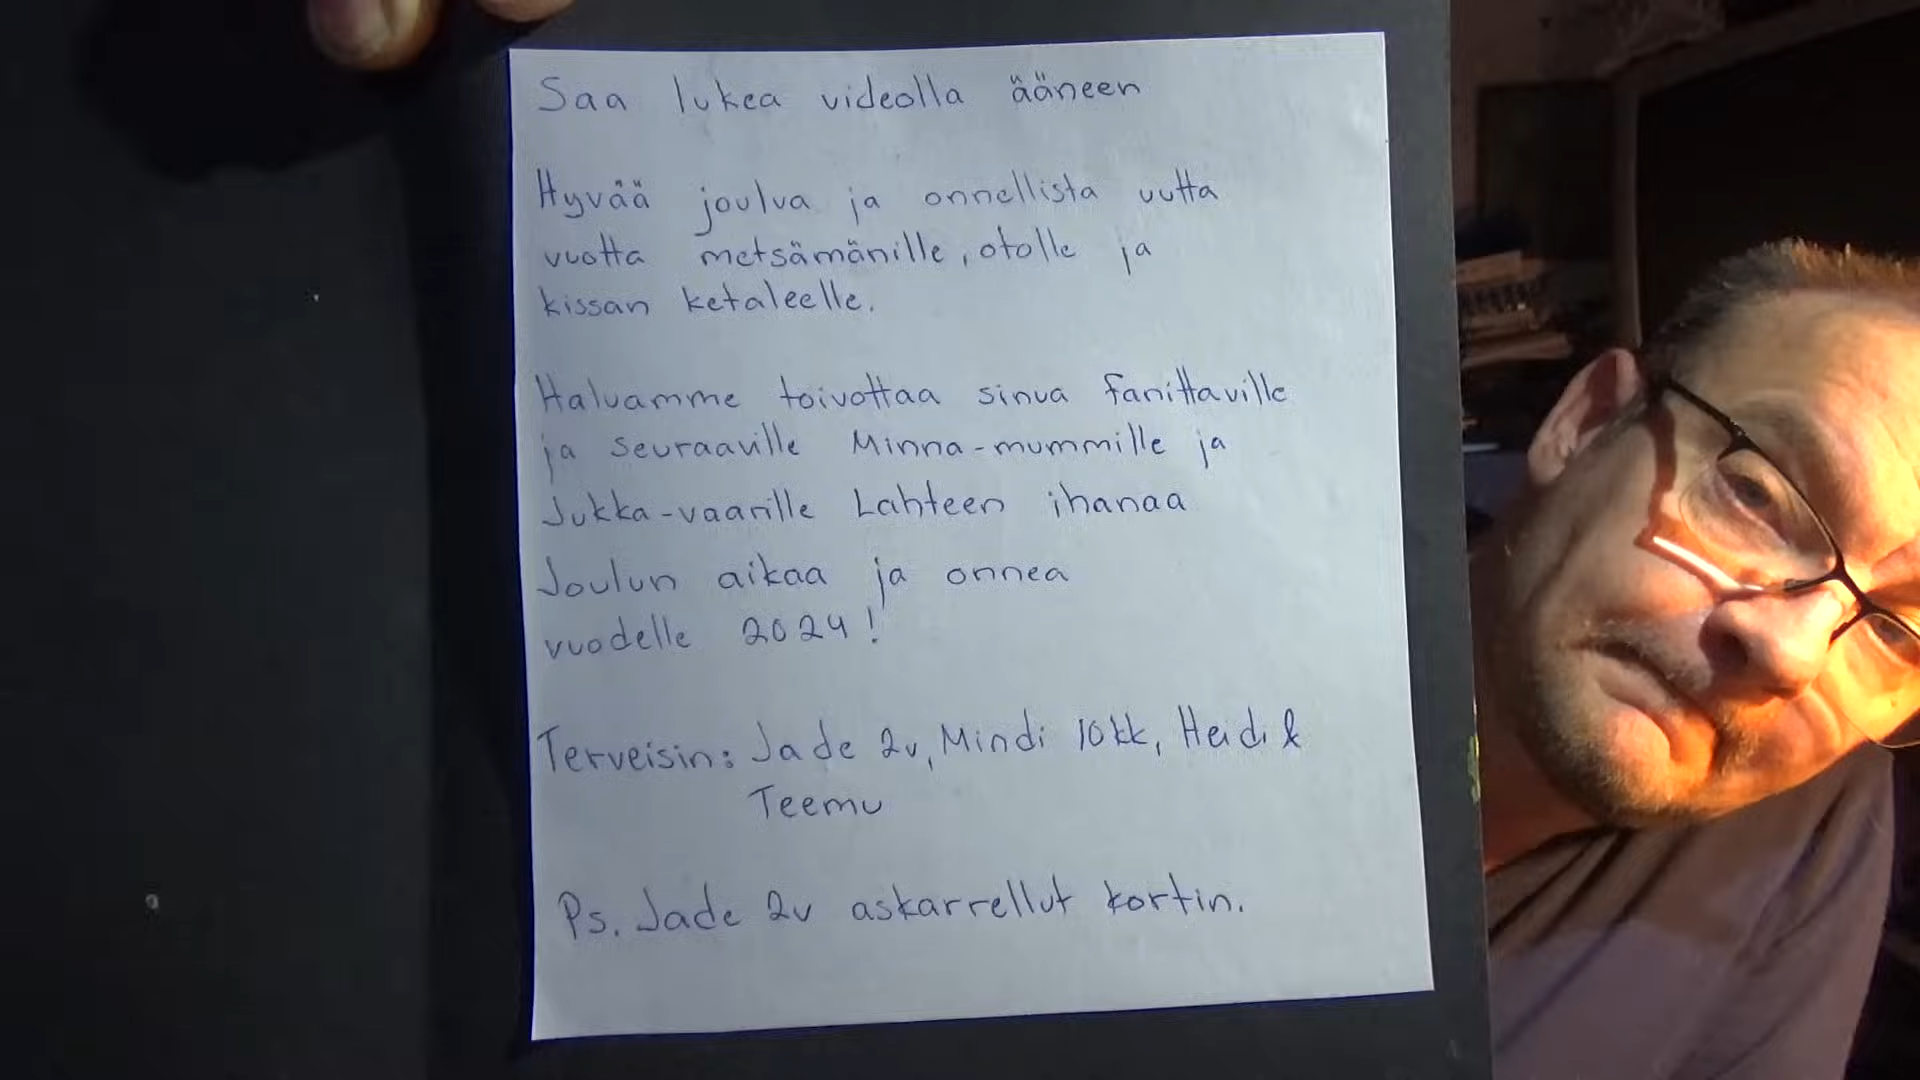 Saa lukea videolla ääneen
Hyvää joulua ja onnellista uutta
vuotta metsämänille, otolle ja
kissan ketaleelle.
Haluamme toivottaa sinua fanittaville
ja seuraaville Minna-mummille ja
Jukka-vaarille Lahteen ihanaa
Joulun aikaa ja onnea
vuodelle 2024!
Terveisin: Jade 2v, Mindi 10kk, Heidi &
Teemu
Ps. Jade 2v askarrellut kortin.